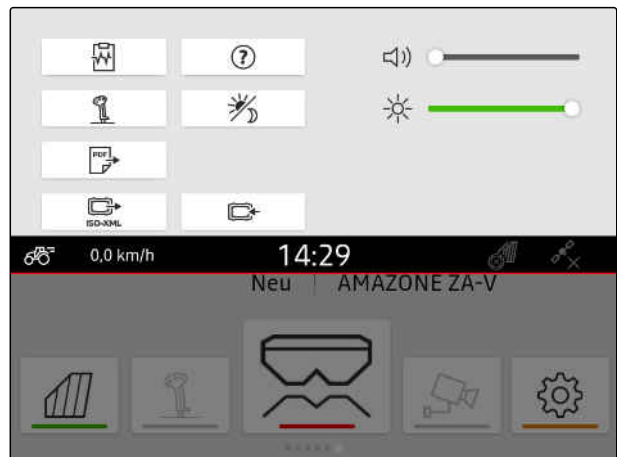 ?
PDF
ISO-XML
0,0 km/h
14:29
Neu AMAZONE ZA-V